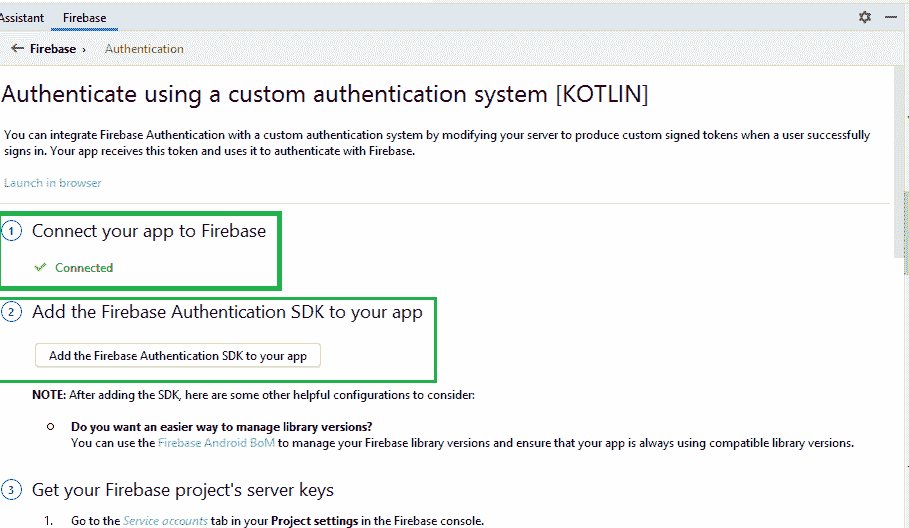 Assistant Firebase
Firebase › Authentication
Authenticate using a custom authentication system [KOTLIN]
You can integrate Firebase Authentication with a custom authentication system by modifying your server to produce custom signed tokens when a user successfully
signs in. Your app receives this token and uses it to authenticate with Firebase.
Launch in browser
1 Connect your app to Firebase
Connected
2 Add the Firebase Authentication SDK to your app
Add the Firebase Authentication SDK to your app
NOTE: After adding the SDK, here are some other helpful configurations to consider:
Do you want an easier way to manage library versions?
You can use the Firebase Android BoM to manage your Firebase library versions and ensure that your app is always using compatible library versions.
3 Get your Firebase project's server keys
1. Go to the Service accounts tab in your Project settings in the Firebase console.